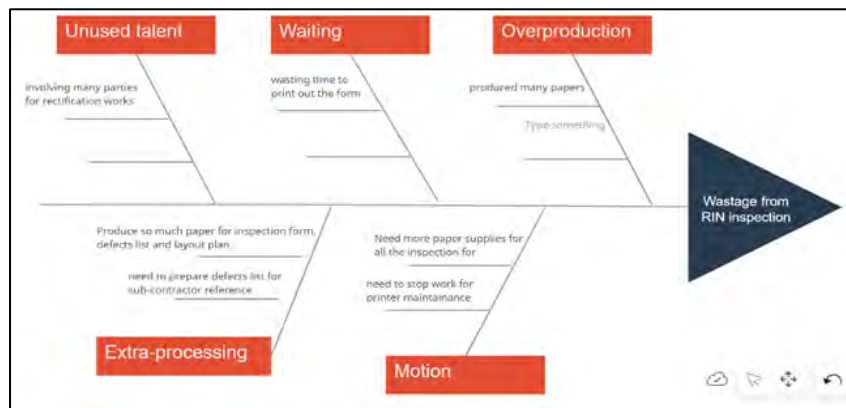 Unused talent
Waiting
Overproduction
involving many parties
for rectification works
wasting time to
print out the form
produred many papers
Type something
Wastage from
RIN inspection
Produce so much paper for inspection form,
defects list and layout plan
need to prepare defects list for
sub-contractor reference
Need more paper supplies for
all the inspection for
need to stop work for
printer maintainance
Extra-processing
Motion